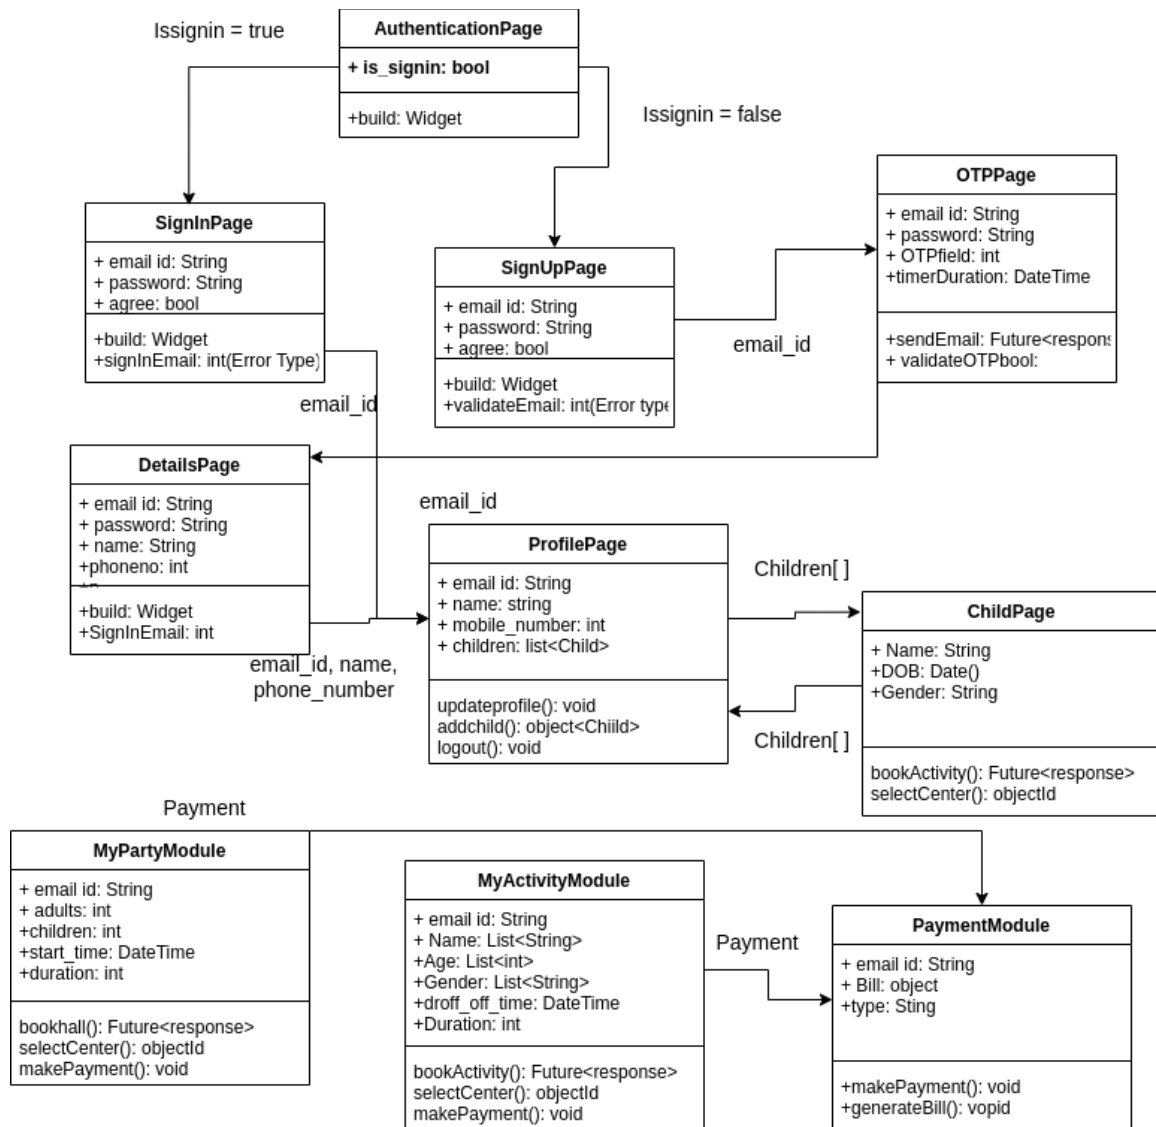 Issignin = true
AuthenticationPage
+ is_signin: bool
+build: Widget
Issignin = false
SignInPage
+ email id: String
+ password: String
+ agree: bool
+build: Widget
+signInEmail: int(Error Type)
email_id
SignUpPage
+ email id: String
+ password: String
+ agree: bool
+build: Widget
+validateEmail: int(Error type
email_id
OTPPage
+ email id: String
+ password: String
+ OTPfield: int
+timerDuration: DateTime
+sendEmail: Future<respons
+ validateOTPbool:
DetailsPage
+ email id: String
+ password: String
+ name: String
+phoneno: int
+build: Widget
+SignInEmail: int
email_id, name,
phone_number
email_id
ProfilePage
+ email id: String
+ name: string
+ mobile_number: int
+ children: list<Child>
updateprofile(): void
addchild(): object<Chiild>
logout(): void
Children[ ]
Children[ ]
ChildPage
+ Name: String
+DOB: Date()
+Gender: String
bookActivity(): Future<response>
selectCenter(): objectId
Payment
MyPartyModule
+ email id: String
+ adults: int
+children: int
+start_time: DateTime
+duration: int
bookhall(): Future<response>
selectCenter(): objectId
makePayment(): void
MyActivityModule
+ email id: String
+ Name: List<String>
+Age: List<int>
+Gender: List<String>
+droff_off_time: DateTime
+Duration: int
bookActivity(): Future<response>
selectCenter(): objectId
makePayment(): void
Payment
PaymentModule
+ email id: String
+ Bill: object
+type: Sting
+makePayment(): void
+generateBill(): vopid